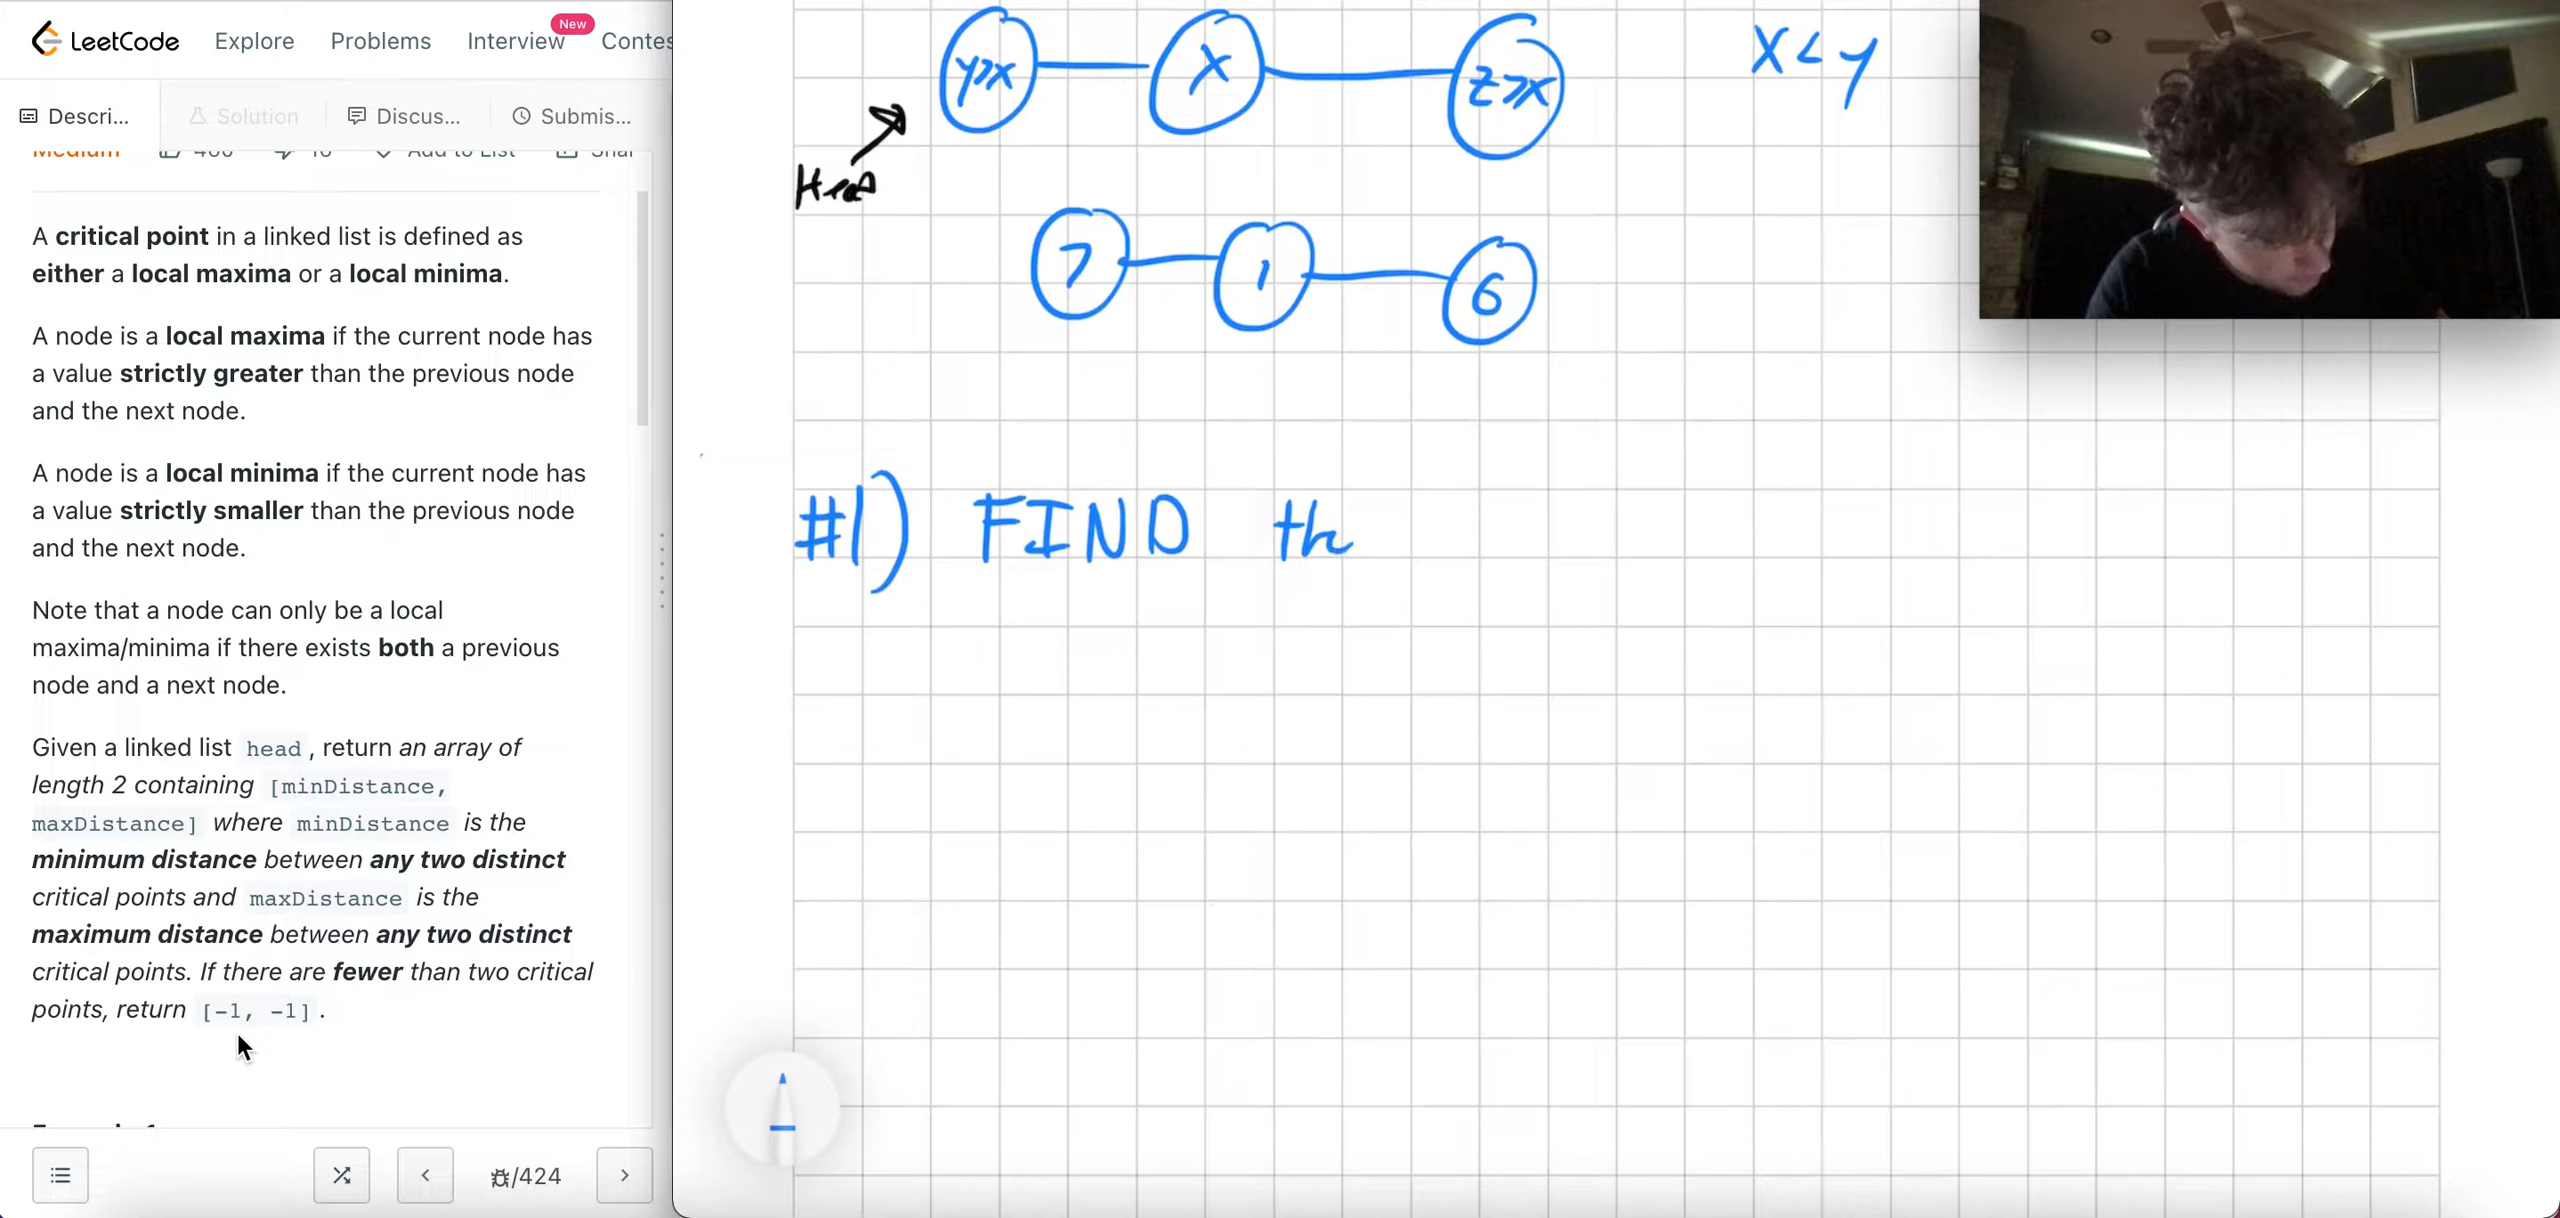 LeetCode Explore Problems Interview New Contes
Descri... Solution Discus... Submis...
Medium 460 16 Add to List Shar
A critical point in a linked list is defined as
either a local maxima or a local minima.
A node is a local maxima if the current node has
a value strictly greater than the previous node
and the next node.
A node is a local minima if the current node has
a value strictly smaller than the previous node
and the next node.
Note that a node can only be a local
maxima/minima if there exists both a previous
node and a next node.
Given a linked list head , return an array of
length 2 containing [minDistance,
maxDistance] where minDistance is the
minimum distance between any two distinct
critical points and maxDistance is the
maximum distance between any two distinct
critical points. If there are fewer than two critical
points, return [-1, -1] .
/424
y>x x z>x x < y
Head
7 1 6
#1) FIND th